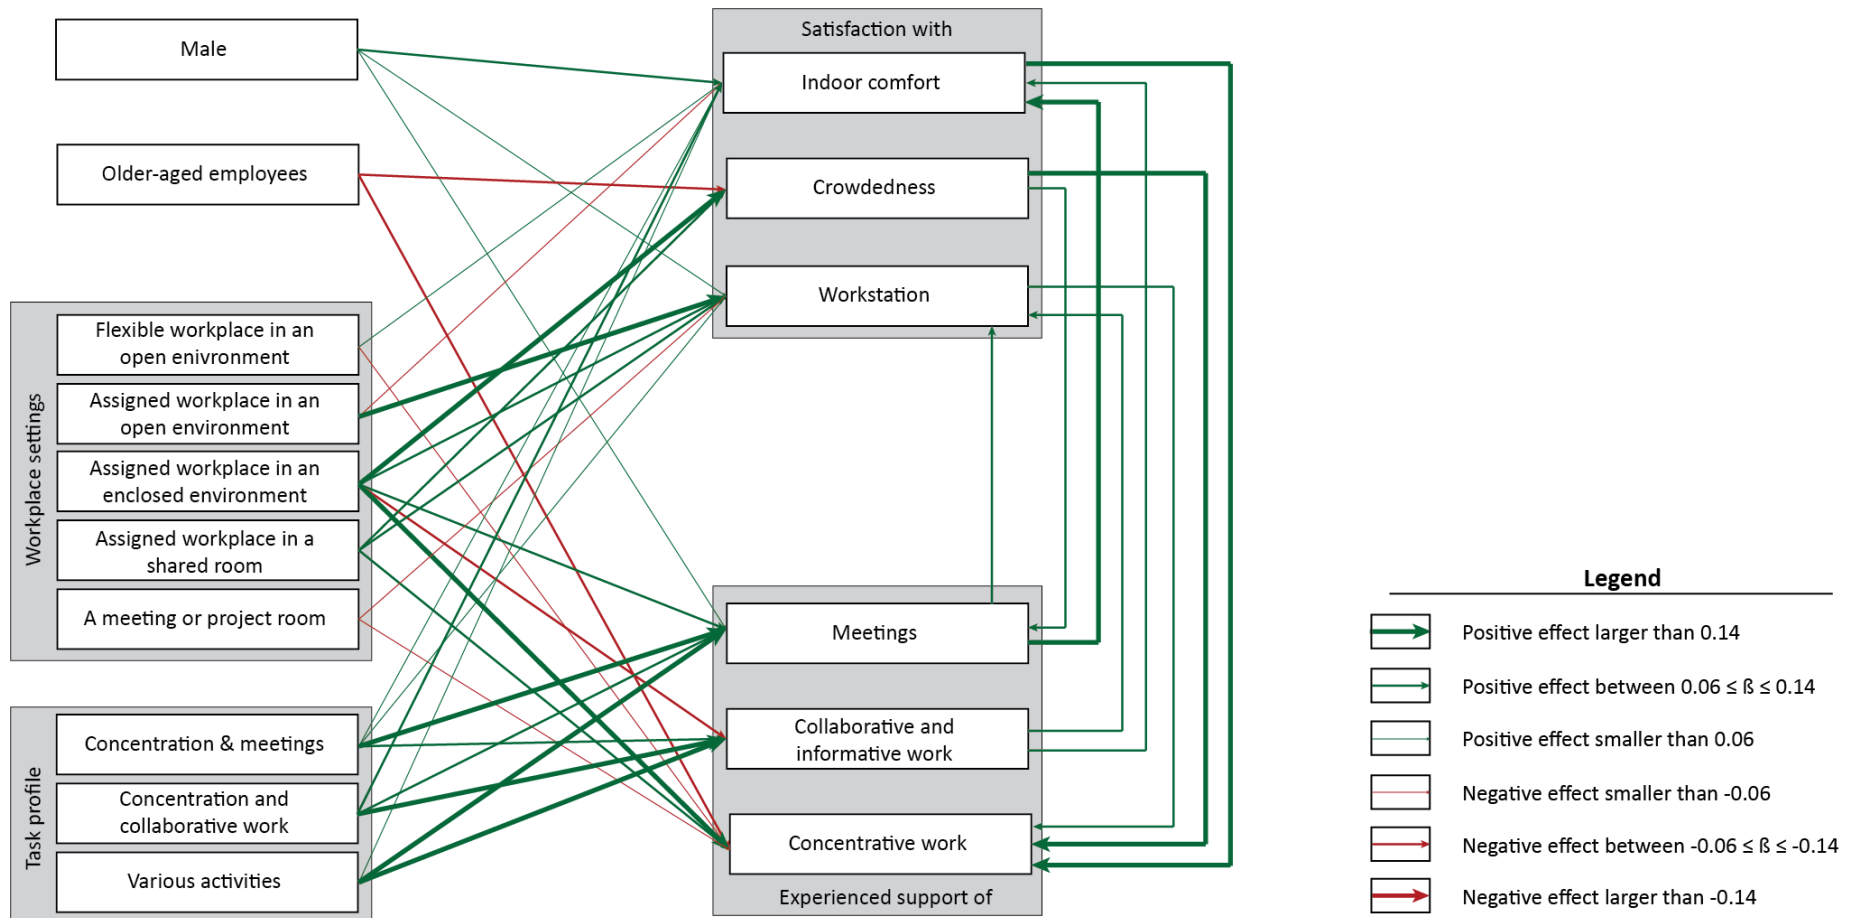 Male
Older-aged employees
Workplace settings
Flexible workplace in an
open enivronment
Assigned workplace in an
open environment
Assigned workplace in an
enclosed environment
Assigned workplace in a
shared room
A meeting or project room
Task profile
Concentration & meetings
Concentration and
collaborative work
Various activities
Satisfaction with
Indoor comfort
Crowdedness
Workstation
Meetings
Collaborative and
informative work
Concentrative work
Experienced support of
Legend
Positive effect larger than 0.14
Positive effect between 0.06 ≤ ß ≤ 0.14
Positive effect smaller than 0.06
Negative effect smaller than -0.06
Negative effect between -0.06 ≤ ß ≤ -0.14
Negative effect larger than -0.14